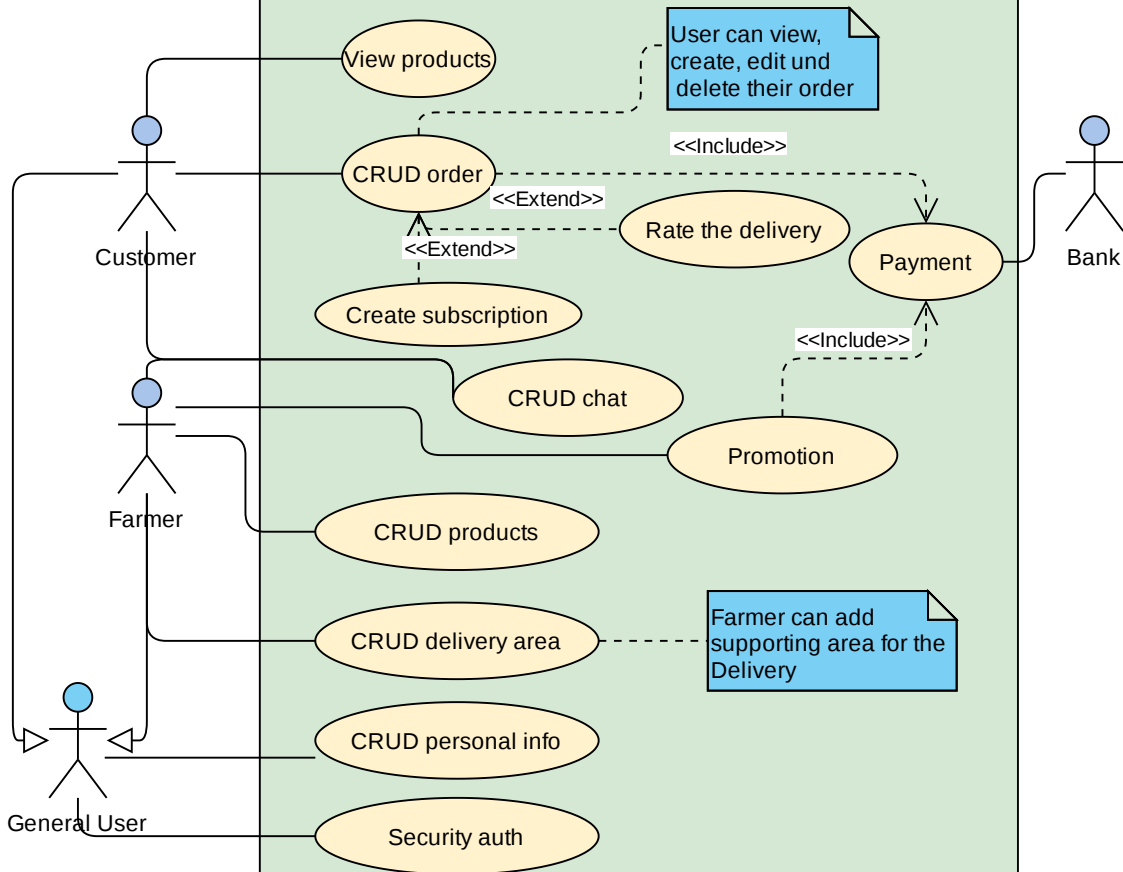 User can view,
create, edit und
delete their order
View products
<<Include>>
CRUD order
<<Extend>>
Rate the delivery
<<Extend>>
Customer
Bank
Payment
Create subscription
<<Include>>
CRUD chat
Promotion
Farmer
CRUD products
Farmer can add
supporting area for the
Delivery
CRUD delivery area
CRUD personal info
General User
Security auth